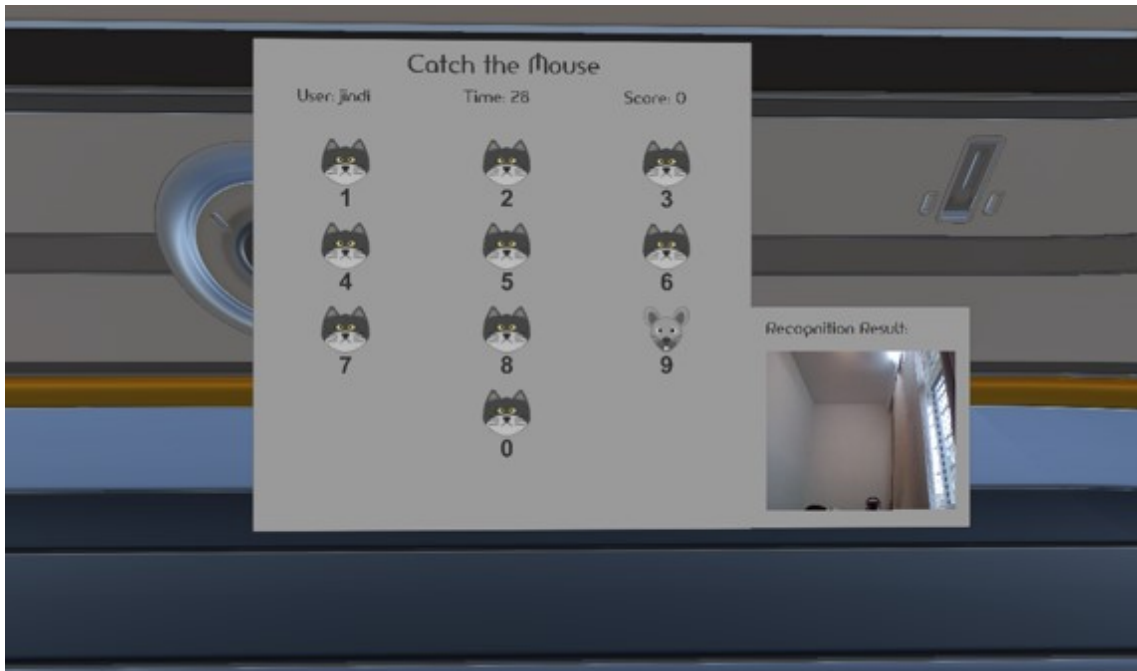 Catch the Mouse
User: jindi Time: 28 Score: 0
1 2 3
4 5 6
7 8 9
Recognition Result:
0